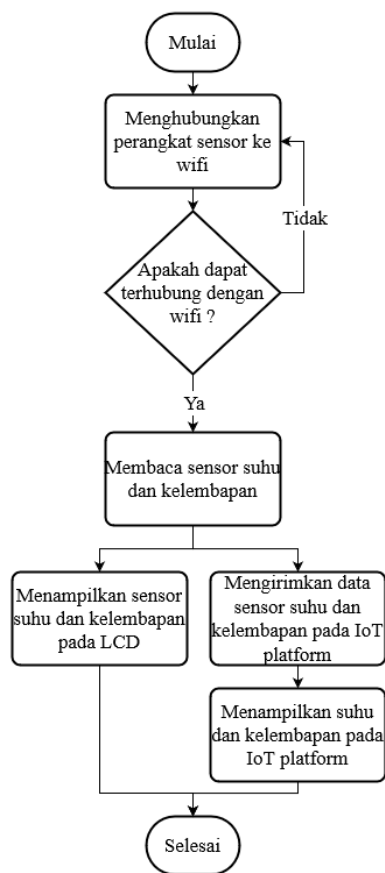 Mulai
Menghubungkan
perangkat sensor ke
wifi
Tidak
Apakah dapat
terhubung dengan
wifi ?
Ya
Membaca sensor suhu
dan kelembapan
Menampilkan sensor
suhu dan kelembapan
pada LCD
Mengirimkan data
sensor suhu dan
kelembapan pada IoT
platform
Menampilkan suhu
dan kelembapan pada
IoT platform
Selesai